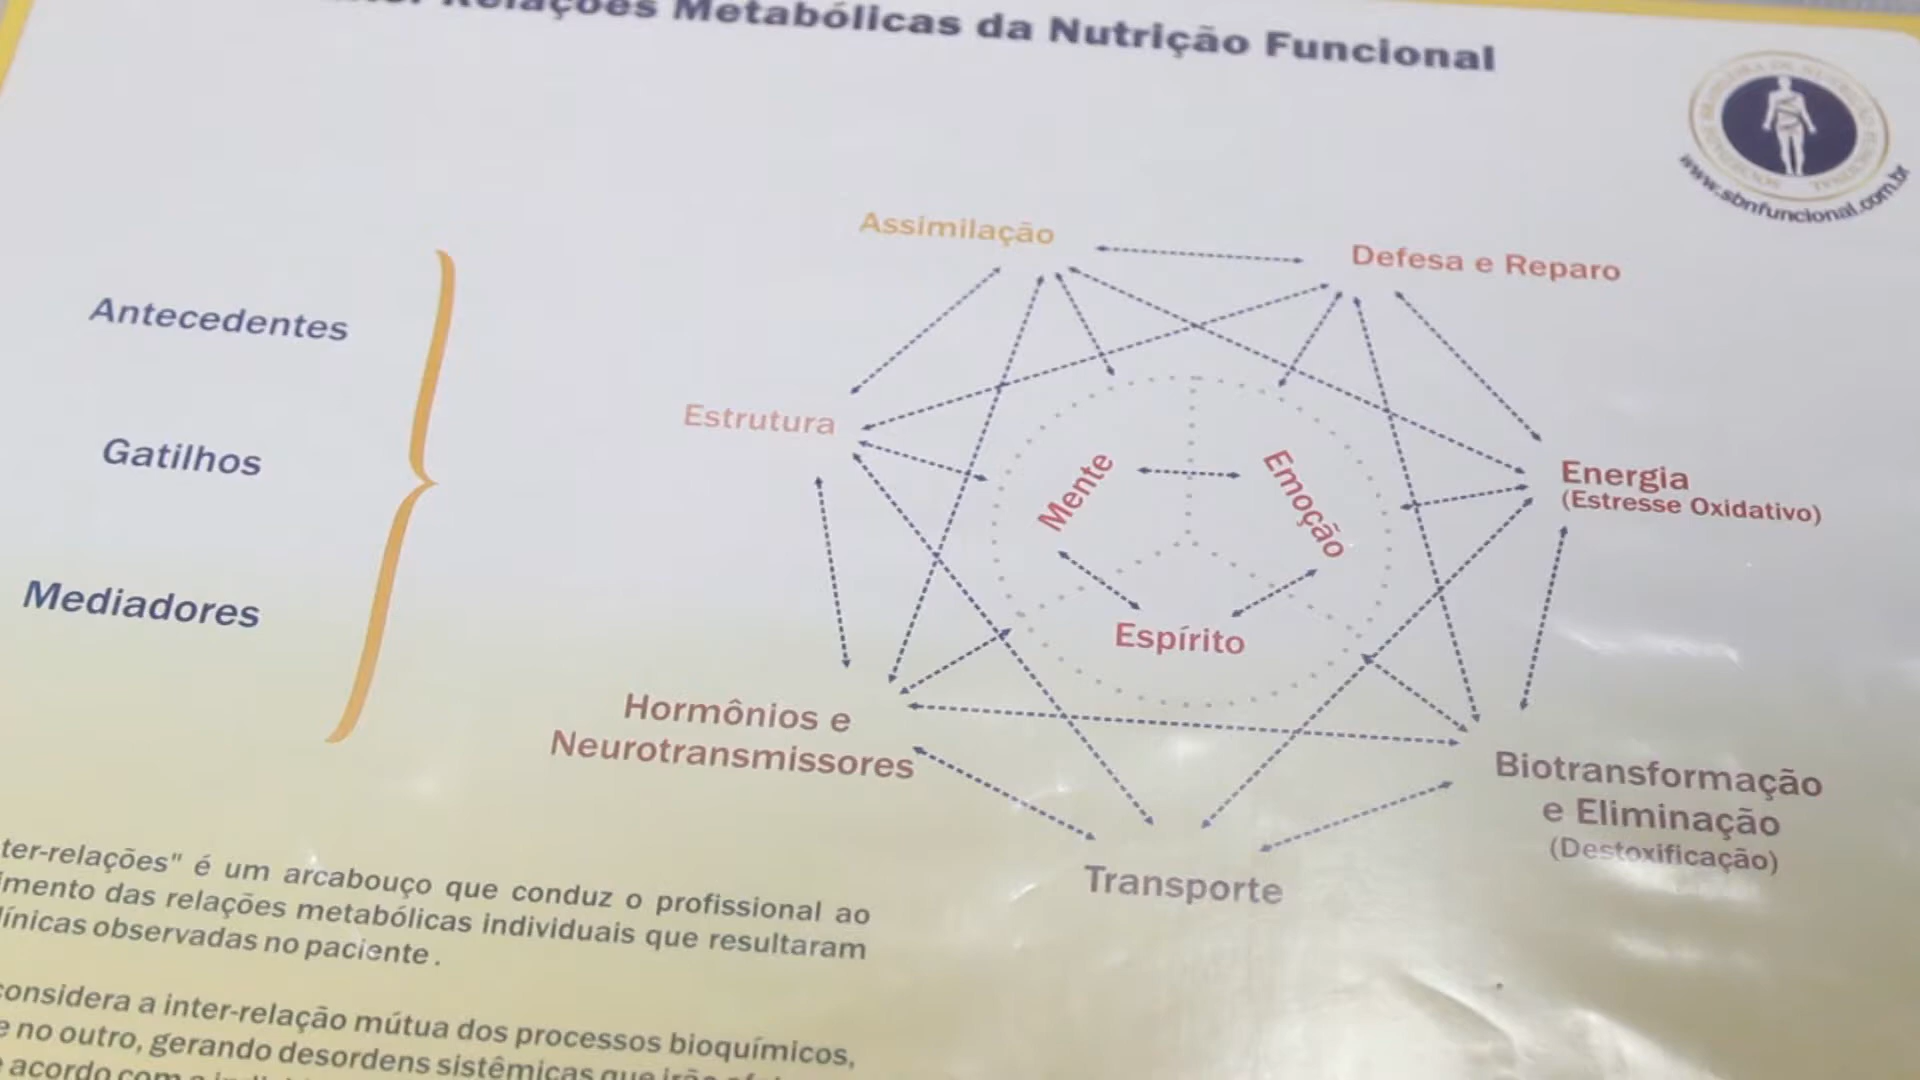 Relações Metabólicas da Nutrição Funcional
www.sbnfuncional.com.br
Assimilação
Defesa e Reparo
Antecedentes
Estrutura
Gatilhos
Mente
Emoção
Energia
(Estresse Oxidativo)
Mediadores
Espírito
Hormônios e
Neurotransmissores
Biotransformação
e Eliminação
(Destoxificação)
Transporte
ter-relações" é um arcabouço que conduz o profissional ao
imento das relações metabólicas individuais que resultaram
línicas observadas no paciente.
considera a inter-relação mútua dos processos bioquímicos,
e no outro, gerando desordens sistêmicas que irão
acordo com